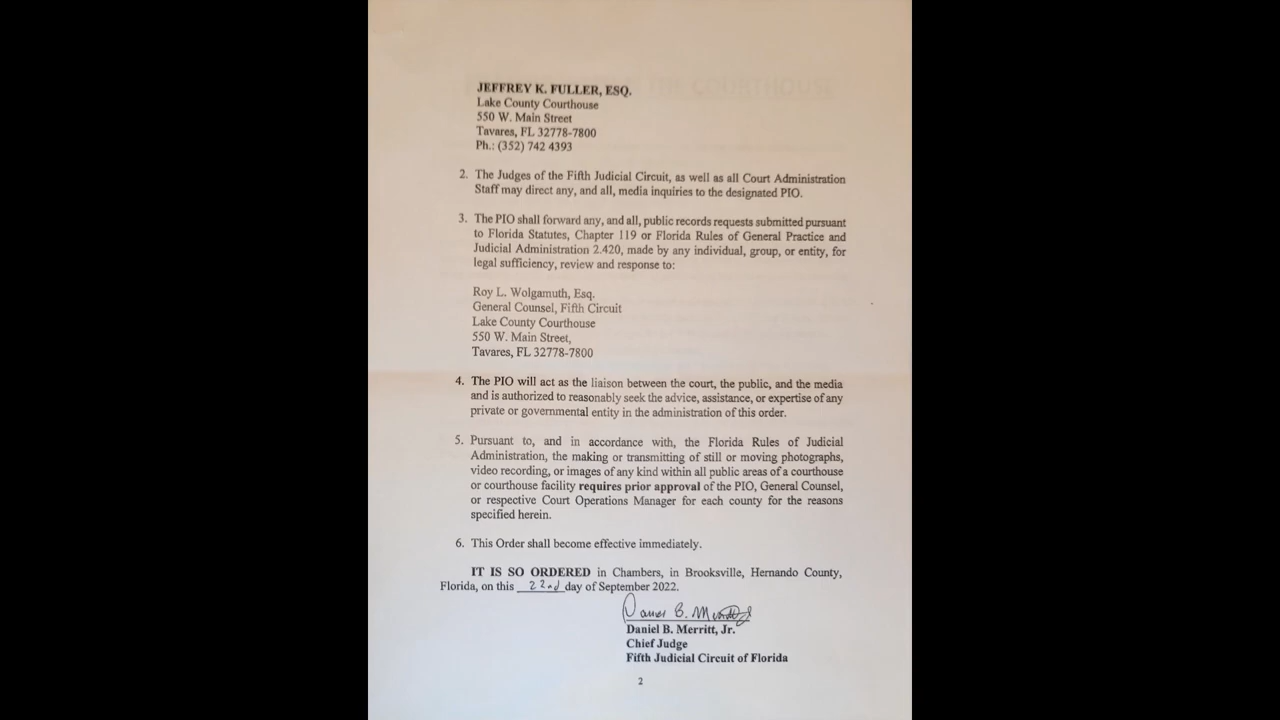 JEFFREY K. FULLER, ESQ.
Lake County Courthouse
550 W. Main Street
Tavares, FL 32778-7800
Ph.: (352) 742 4393
2. The Judges of the Fifth Judicial Circuit, as well as all Court Administration
Staff may direct any, and all, media inquiries to the designated PIO.
3. The PIO shall forward any, and all, public records requests submitted pursuant
to Florida Statutes, Chapter 119 or Florida Rules of General Practice and
Judicial Administration 2.420, made by any individual, group, or entity, for
legal sufficiency, review and response to:
Roy L. Wolgamuth, Esq.
General Counsel, Fifth Circuit
Lake County Courthouse
550 W. Main Street,
Tavares, FL 32778-7800
4. The PIO will act as the liaison between the court, the public, and the media
and is authorized to reasonably seek the advice, assistance, or expertise of any
private or governmental entity in the administration of this order.
5. Pursuant to, and in accordance with, the Florida Rules of Judicial
Administration, the making or transmitting of still or moving photographs,
video recording, or images of any kind within all public areas of a courthouse
or courthouse facility requires prior approval of the PIO, General Counsel,
or respective Court Operations Manager for each county for the reasons
specified herein.
6. This Order shall become effective immediately.
IT IS SO ORDERED in Chambers, in Brooksville, Hernando County,
Florida, on this 22nd day of September 2022.
Daniel B. Merritt, Jr.
Chief Judge
Fifth Judicial Circuit of Florida
2